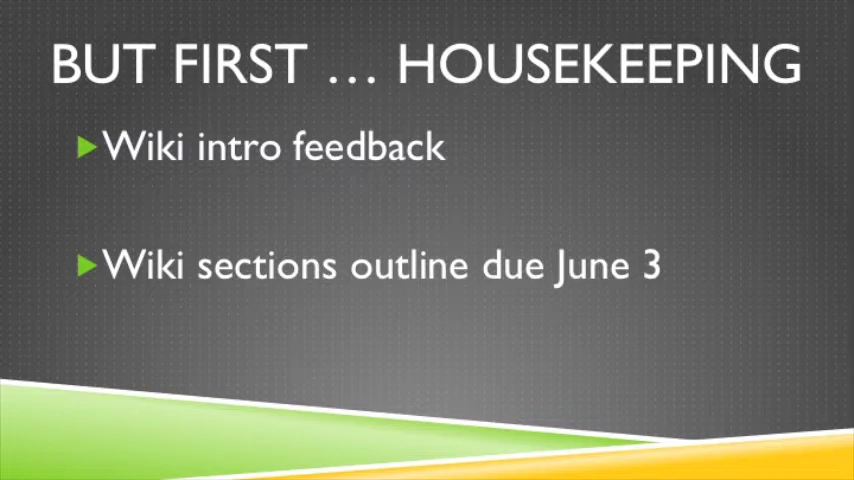 BUT FIRST … HOUSEKEEPING
Wiki intro feedback
Wiki sections outline due June 3